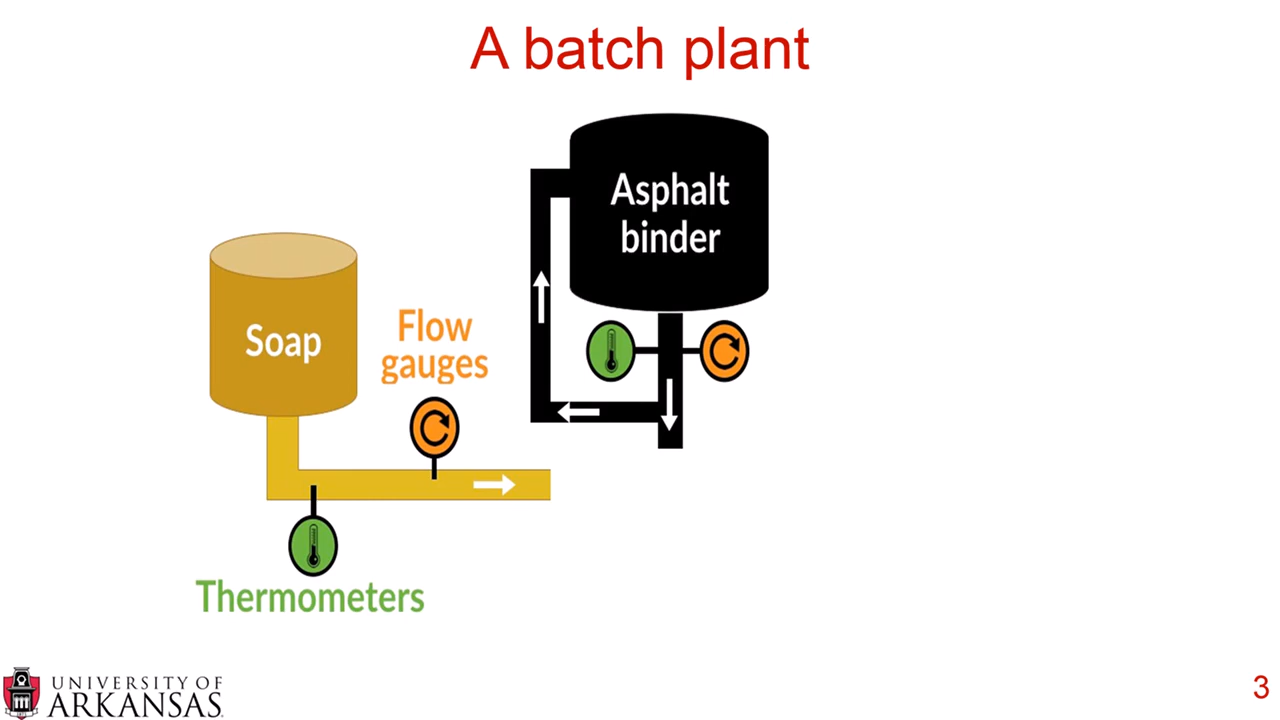 A batch plant
Asphalt
binder
Soap
Flow
gauges
Thermometers
UNIVERSITY OF
ARKANSAS
3